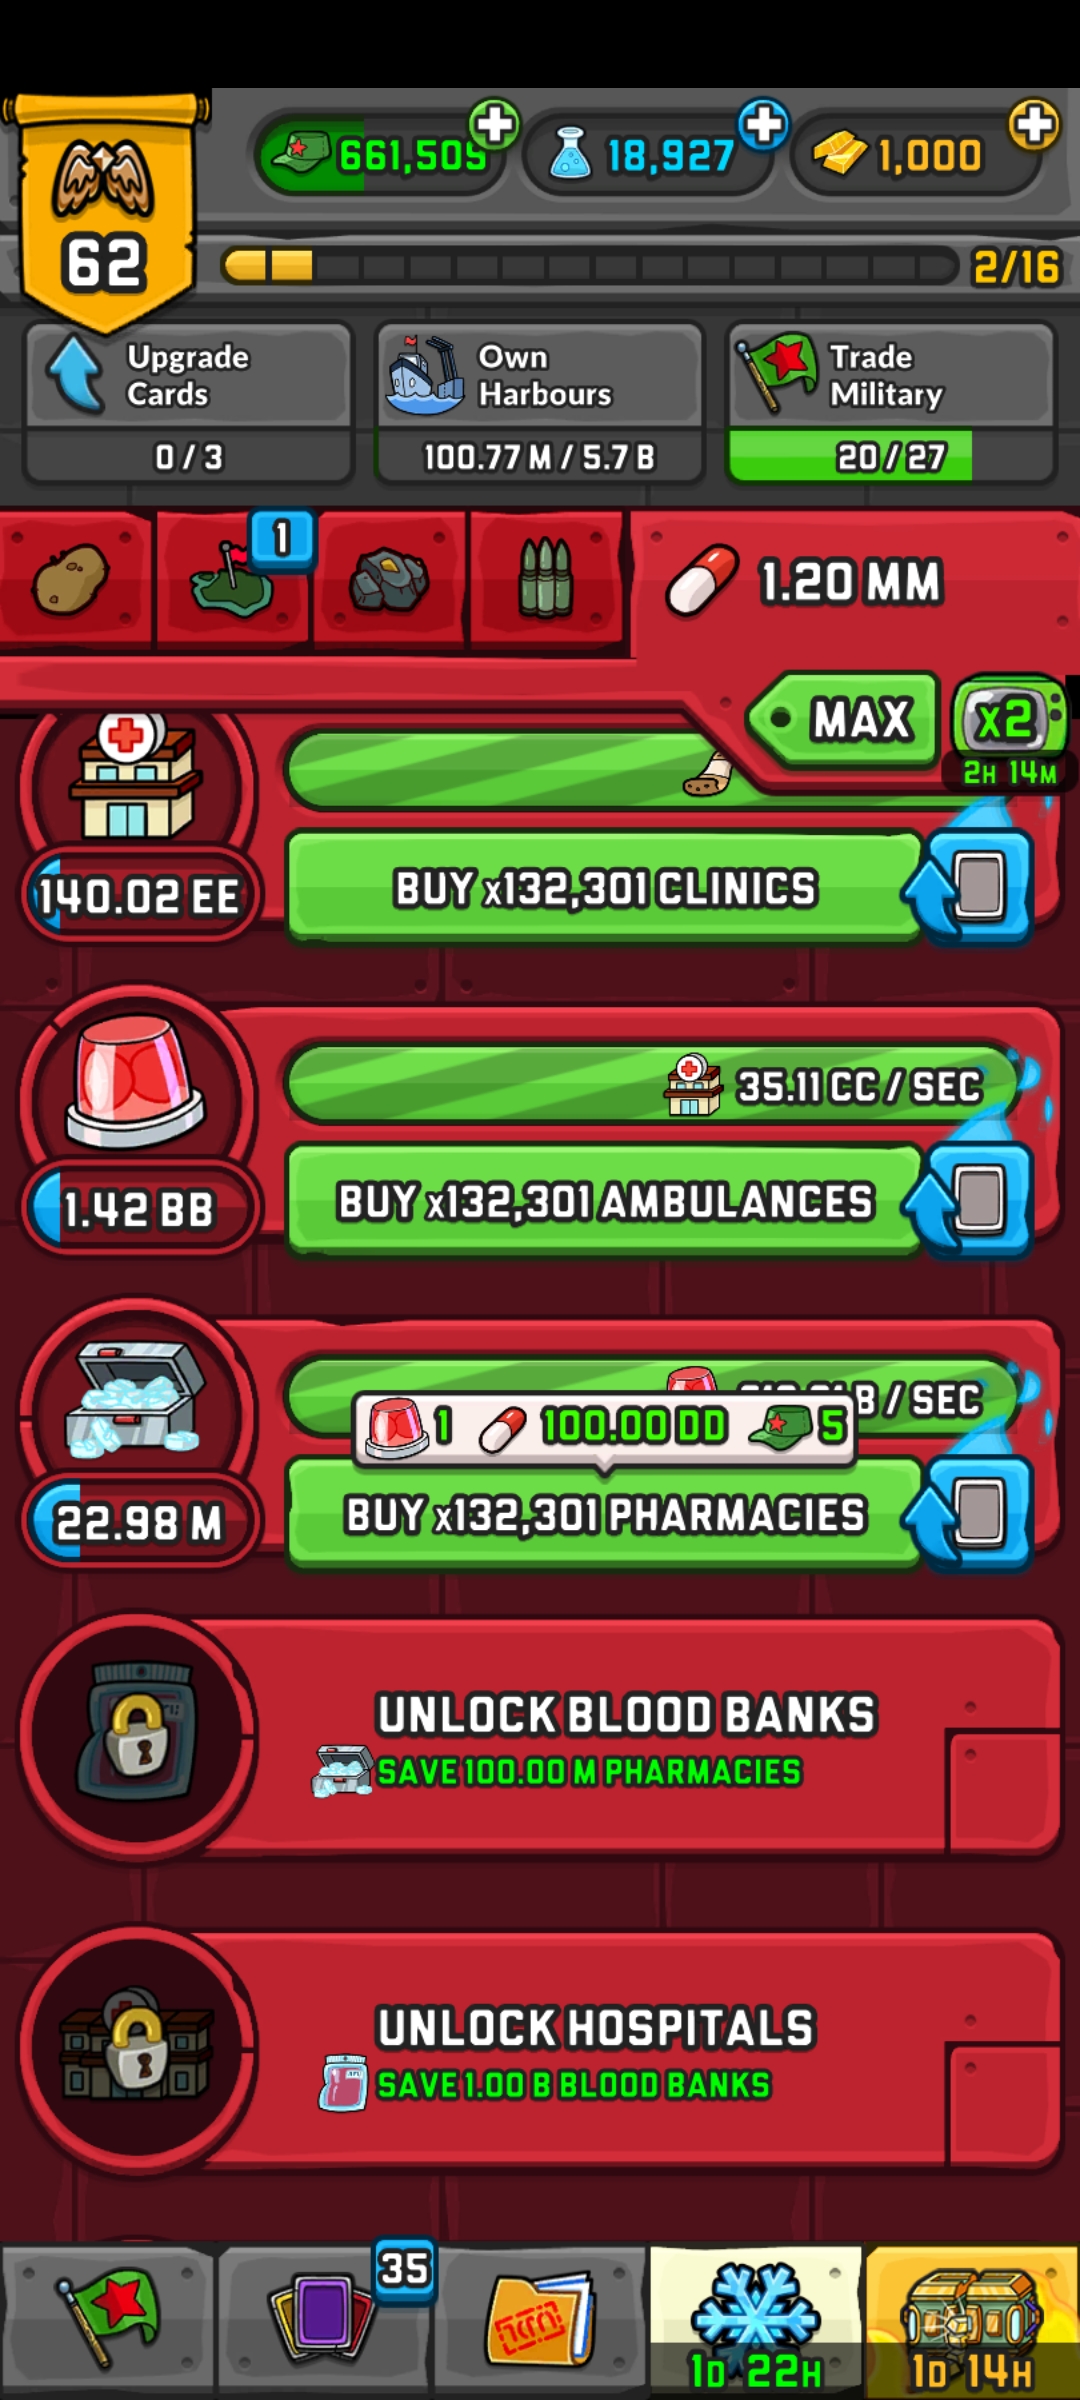 62
661,509
18,927
1,000
2/16
Upgrade
Cards
0 / 3
Own
Harbours
100.77 M / 5.7 B
Trade
Military
20 / 27
1
1.20 MM
MAX
x2
2H 14M
140.02 EE
BUY x132,301 CLINICS
35.11 CC / SEC
1.42 BB
BUY x132,301 AMBULANCES
B / SEC
1
100.00 DD
5
22.98 M
BUY x132,301 PHARMACIES
UNLOCK BLOOD BANKS
SAVE 100.00 M PHARMACIES
UNLOCK HOSPITALS
SAVE 1.00 B BLOOD BANKS
35
1D 22H
1D 14H